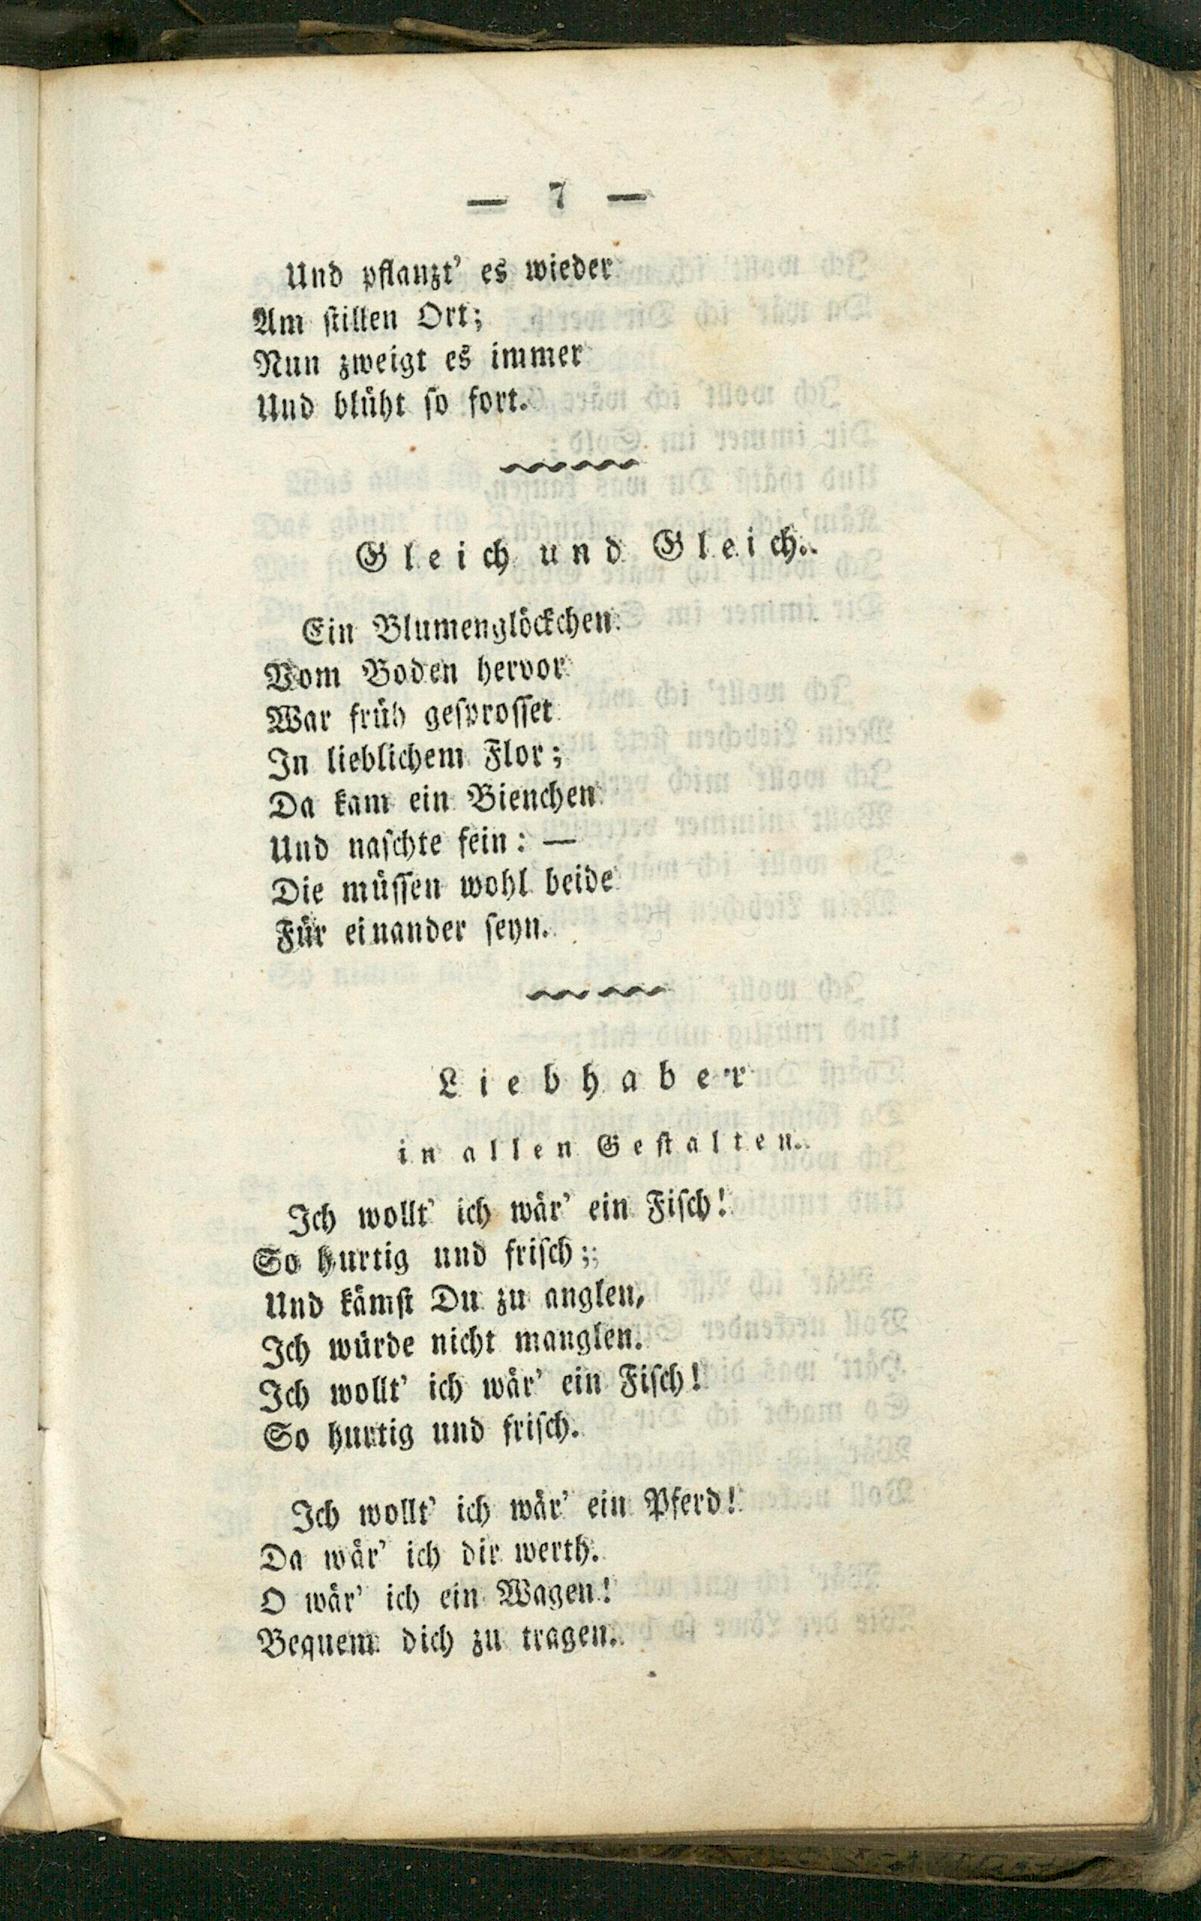 — 7 —
Und pflanzt' es wieder
Am stillen Ort;
Nun zweigt es immer
Und blüht so fort.
Gleich und Gleich.
Ein Blumenglöckchen
Vom Boden hervor
War früh gesprosset
In lieblichem Flor;
Da kam ein Bienchen
Und naschte fein: —
Die müssen wohl beide
Für einander seyn.
Liebhaber
in allen Gestalten.
Ich wollt' ich wär' ein Fisch!
So hurtig und frisch;
Und kämst Du zu anglen,
Ich würde nicht manglen.
Ich wollt' ich wär' ein Fisch!
So hurtig und frisch.
Ich wollt' ich wär' ein Pferd!
Da wär' ich dir werth.
O wär' ich ein Wagen!
Bequem dich zu tragen.